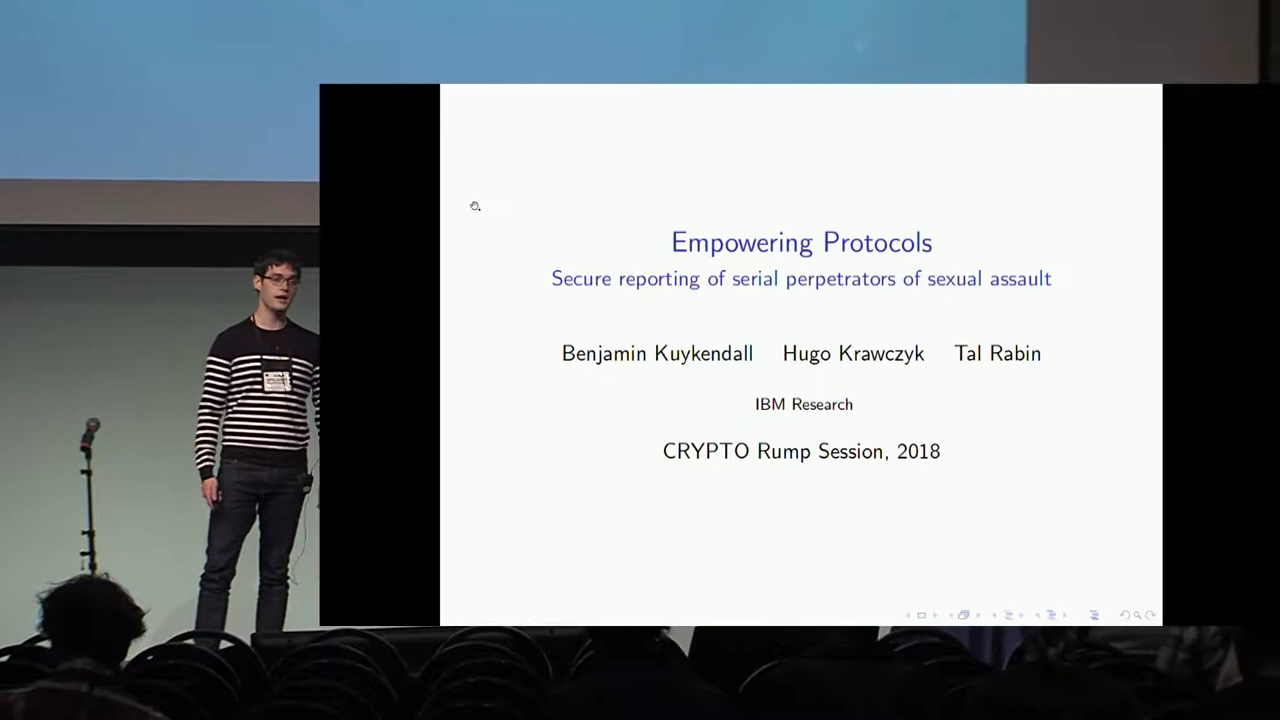 Empowering Protocols
Secure reporting of serial perpetrators of sexual assault
Benjamin Kuykendall Hugo Krawczyk Tal Rabin
IBM Research
CRYPTO Rump Session, 2018